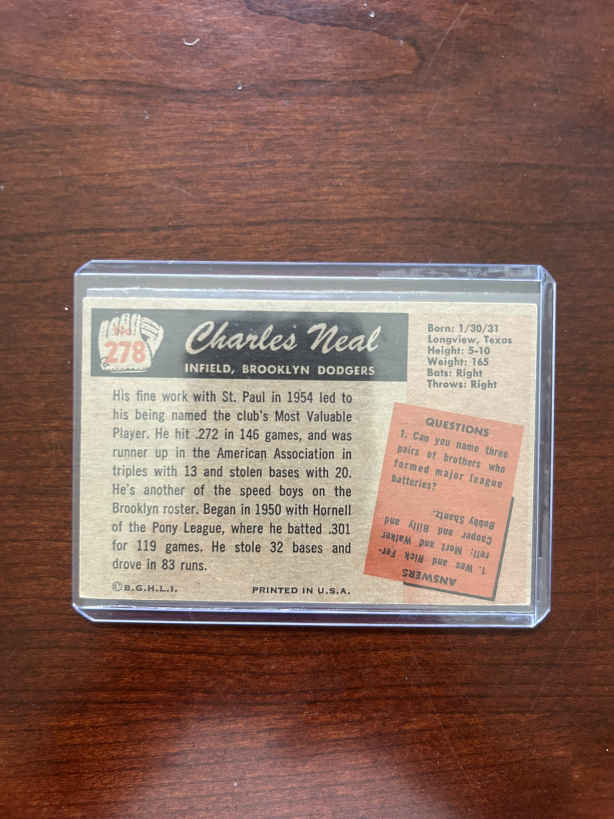 No.
278
Charles Neal
INFIELD, BROOKLYN DODGERS
Born: 1/30/31
Longview, Texas
Height: 5-10
Weight: 165
Bats: Right
Throws: Right
His fine work with St. Paul in 1954 led to
his being named the club's Most Valuable
Player. He hit .272 in 146 games, and was
runner up in the American Association in
triples with 13 and stolen bases with 20.
He's another of the speed boys on the
Brooklyn roster. Began in 1950 with Hornell
of the Pony League, where he batted .301
for 119 games. He stole 32 bases and
drove in 83 runs.
©B.G.H.L.I.
PRINTED IN U.S.A.
QUESTIONS
1. Can you name three
pairs of brothers who
formed major league
batteries?
ANSWERS
1. Wes and Rick Fer-
rell; Mort and Walker
Cooper and Billy and
Bobby Shantz.